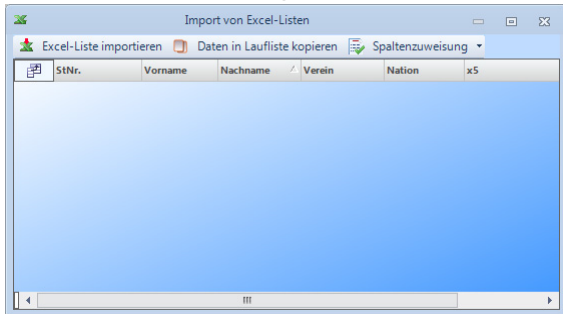 Import von Excel-Listen
Excel-Liste importieren Daten in Laufliste kopieren Spaltenzuweisung
StNr. Vorname Nachname Verein Nation x5